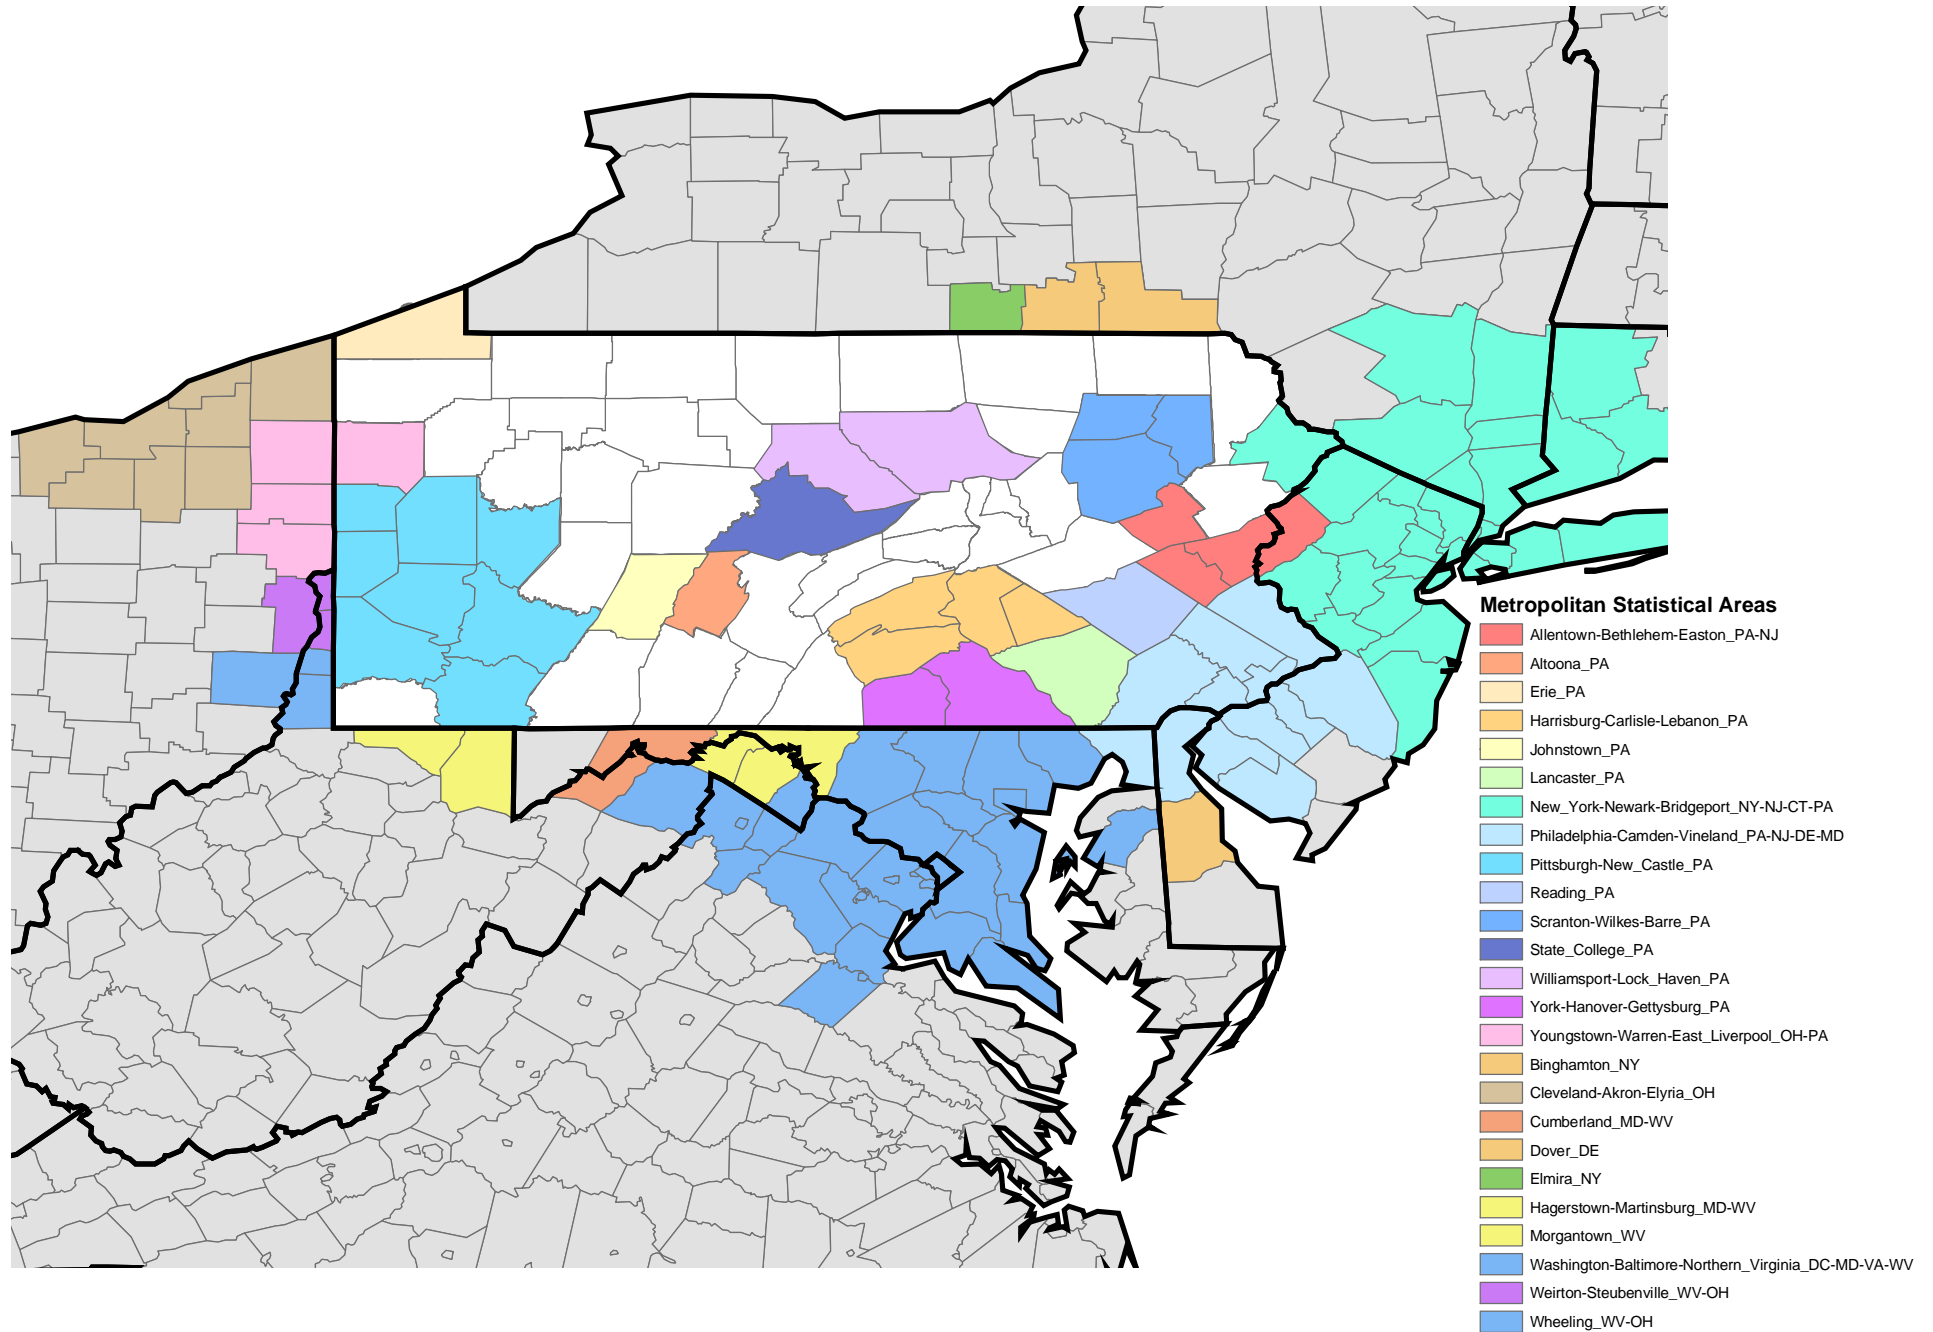 Metropolitan Statistical Areas
Allentown-Bethlehem-Easton_PA-NJ
Altoona_PA
Erie_PA
Harrisburg-Carlisle-Lebanon_PA
Johnstown_PA
Lancaster_PA
New_York-Newark-Bridgeport_NY-NJ-CT-PA
Philadelphia-Camden-Vineland_PA-NJ-DE-MD
Pittsburgh-New_Castle_PA
Reading_PA
Scranton-Wilkes-Barre_PA
State_College_PA
Williamsport-Lock_Haven_PA
York-Hanover-Gettysburg_PA
Youngstown-Warren-East_Liverpool_OH-PA
Binghamton_NY
Cleveland-Akron-Elyria_OH
Cumberland_MD-WV
Dover_DE
Elmira_NY
Hagerstown-Martinsburg_MD-WV
Morgantown_WV
Washington-Baltimore-Northern_Virginia_DC-MD-VA-WV
Weirton-Steubenville_WV-OH
Wheeling_WV-OH